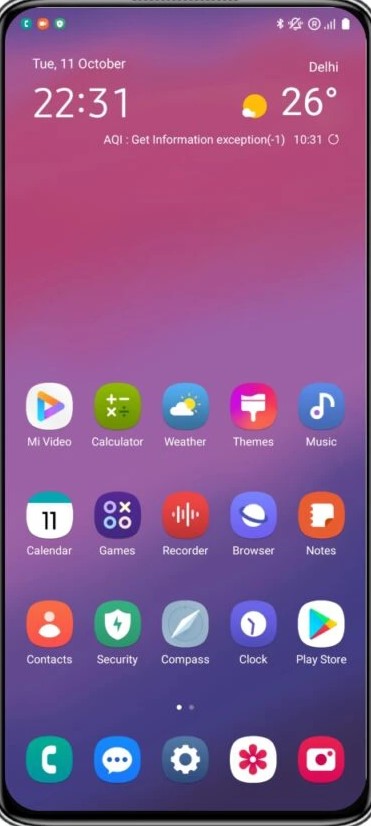 Tue, 11 October
Delhi
22:31
26°
AQI : Get Information exception(-1) 10:31
Mi Video Calculator Weather Themes Music
11
Calendar Games Recorder Browser Notes
Contacts Security Compass Clock Play Store